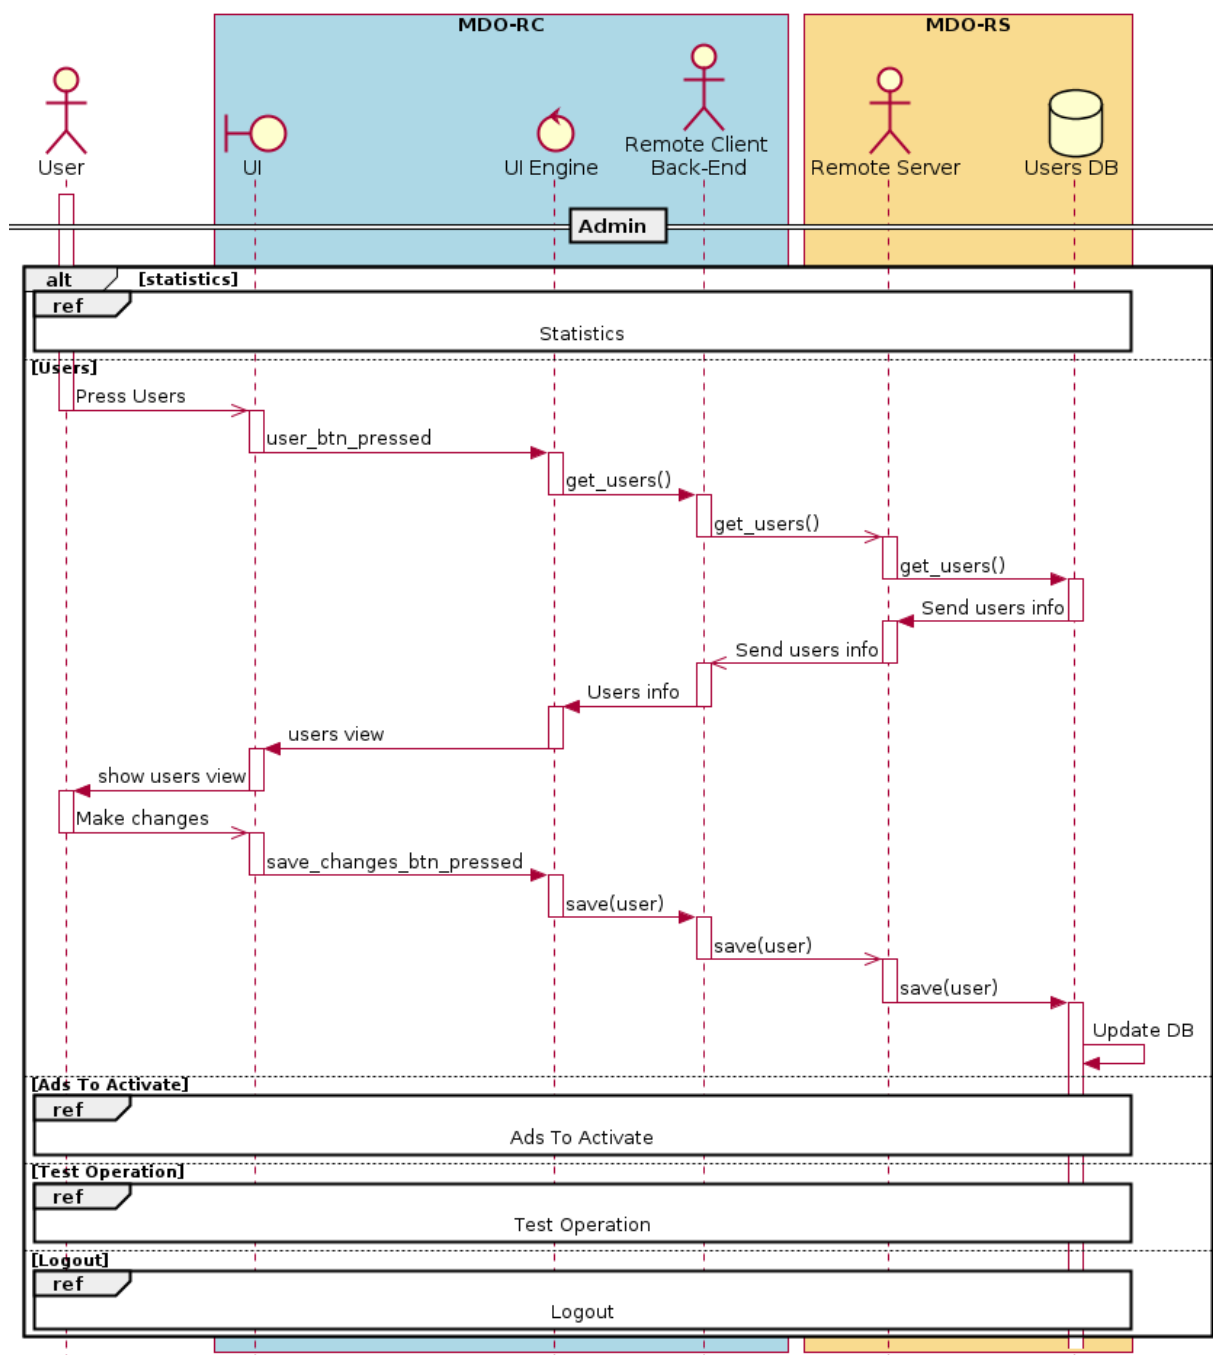 MDO-RC
MDO-RS
User
UI
UI Engine
Remote Client
Back-End
Remote Server
Users DB
Admin
alt
[statistics]
ref
Statistics
[Users]
Press Users
user_btn_pressed
get_users()
get_users()
get_users()
Send users info
Send users info
Users info
users view
show users view
Make changes
save_changes_btn_pressed
save(user)
save(user)
save(user)
Update DB
[Ads To Activate]
ref
Ads To Activate
[Test Operation]
ref
Test Operation
[Logout]
ref
Logout